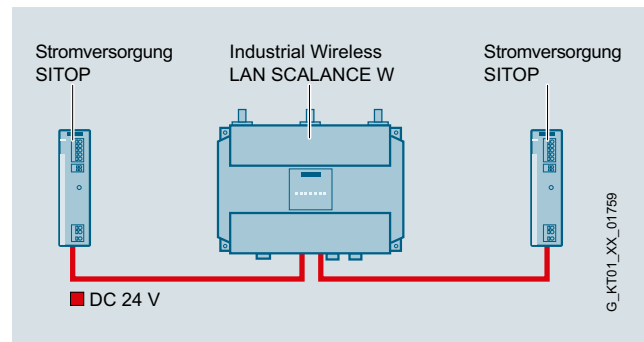 Stromversorgung
SITOP
Industrial Wireless
LAN SCALANCE W
Stromversorgung
SITOP
DC 24 V
G_KT01_XX_01759